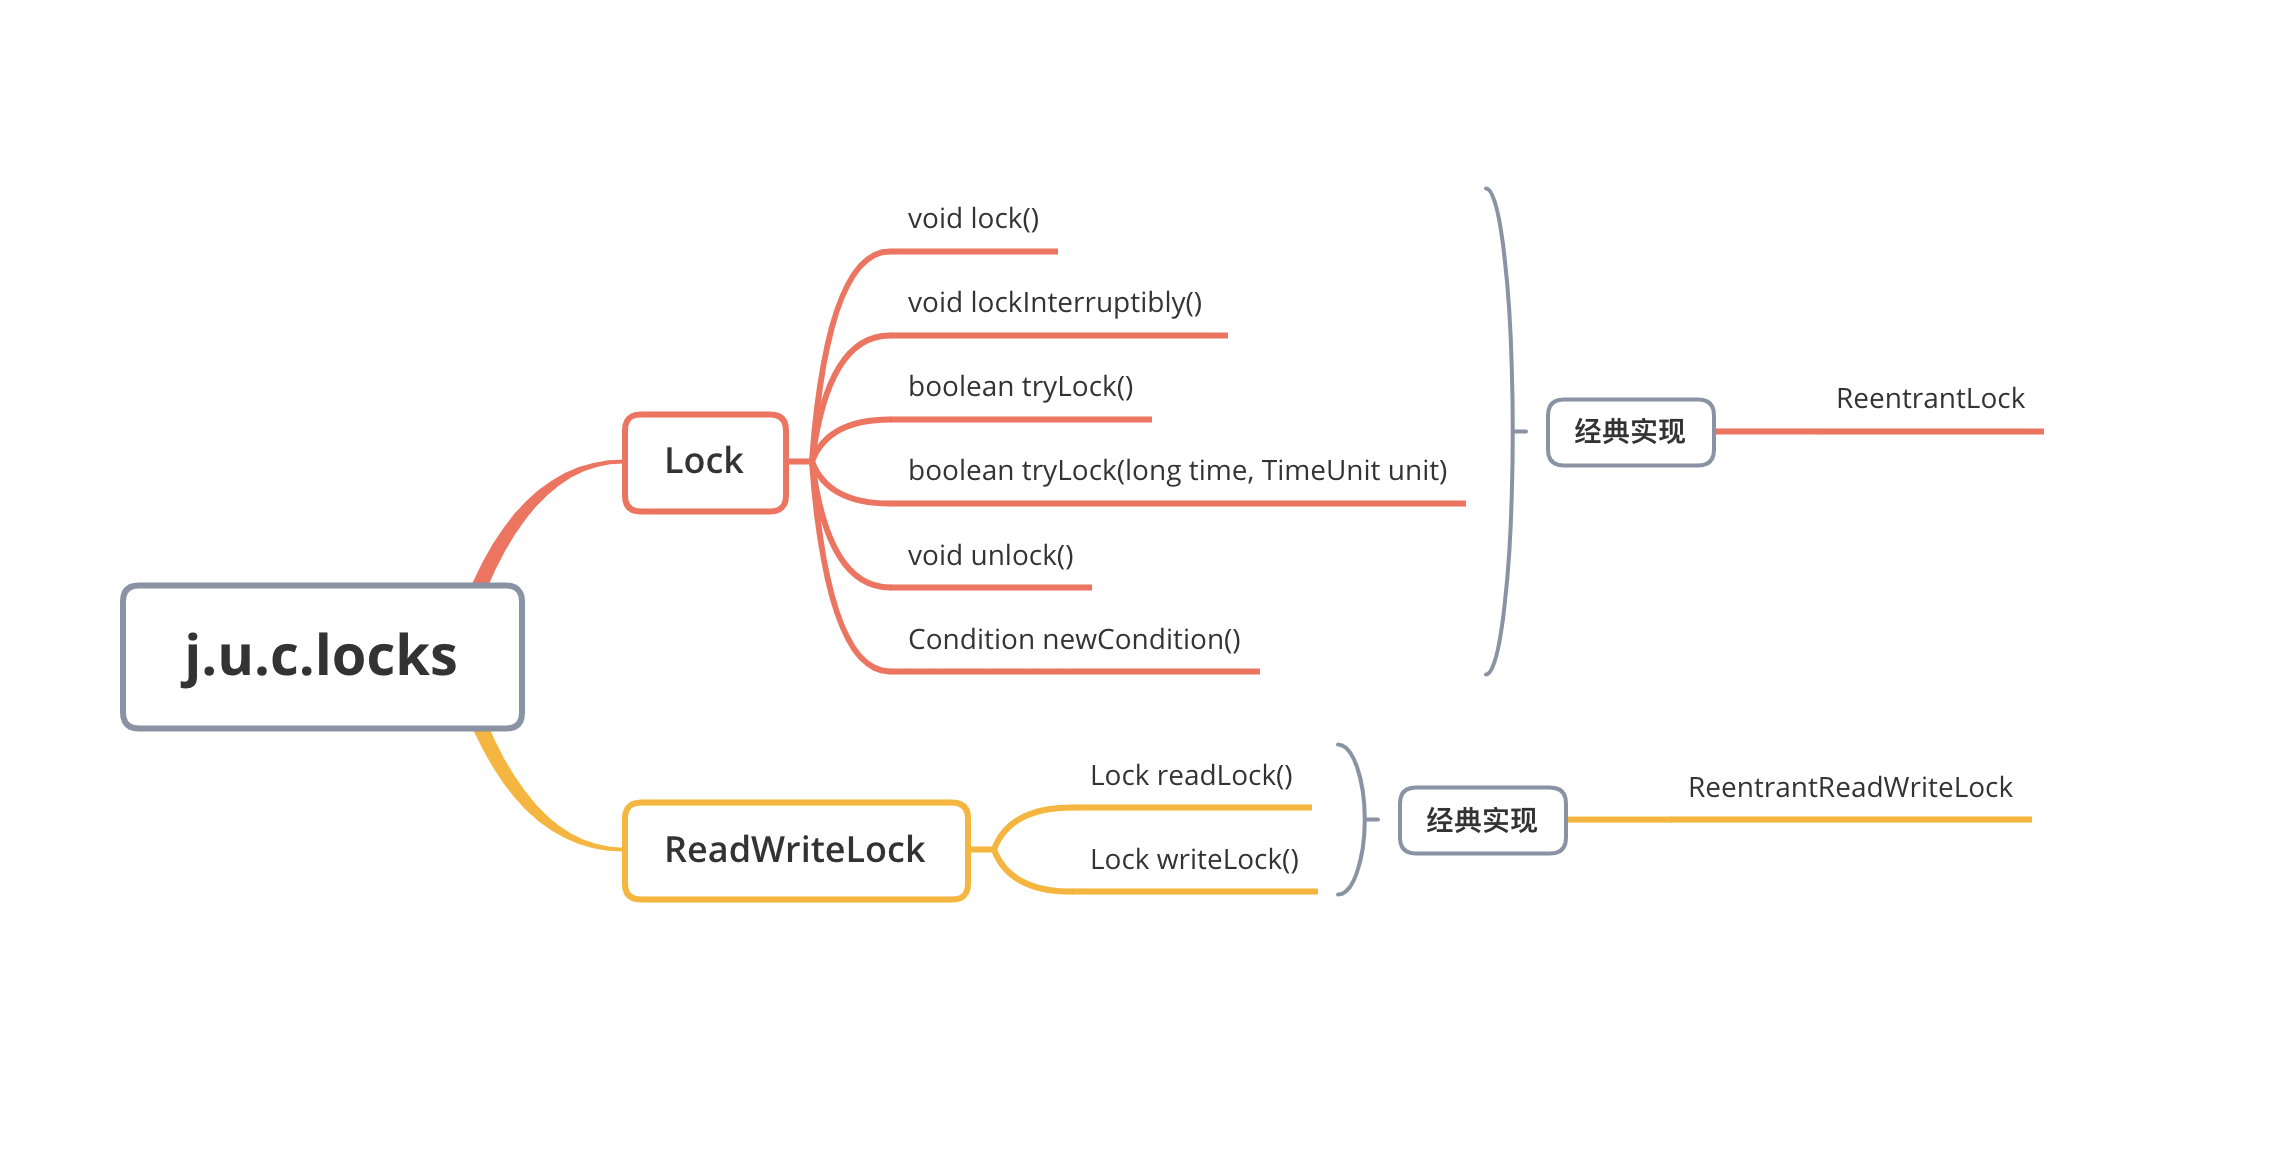 j.u.c.locks
Lock
void lock()
void lockInterruptibly()
boolean tryLock()
boolean tryLock(long time, TimeUnit unit)
void unlock()
Condition newCondition()
经典实现
ReentrantLock
ReadWriteLock
Lock readLock()
Lock writeLock()
经典实现
ReentrantReadWriteLock